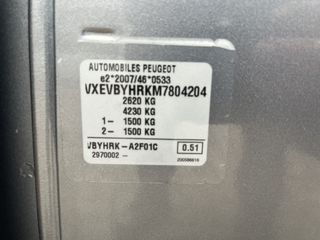 AUTOMOBILES PEUGEOT
e2*2007/46*0533
VXEVBYHRKM7804204
2620 KG
4230 KG
1- 1500 KG
2- 1500 KG
VBYHRK-A2F01C 0.51
2970002 -